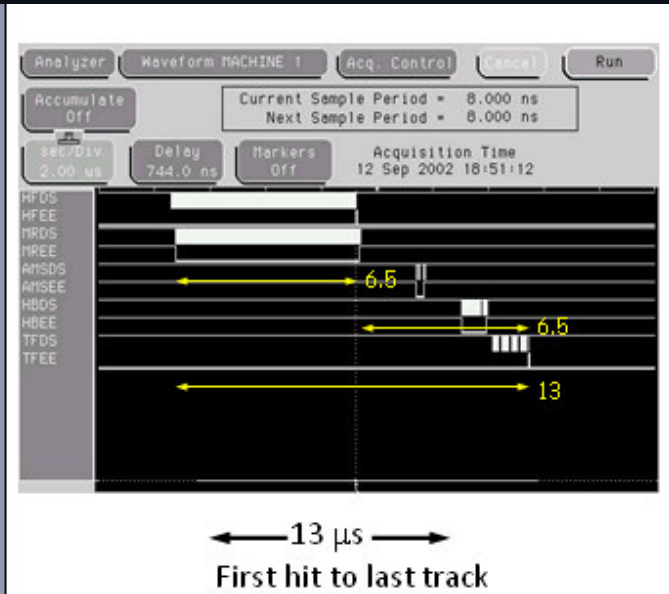 Analyzer Waveform MACHINE 1 Acq. Control Cancel Run
Accumulate
Off
Current Sample Period = 8.000 ns
Next Sample Period = 8.000 ns
sec/Div
2.00 us
Delay
744.0 ns
Markers
Off
Acquisition Time
12 Sep 2002 18:51:12
HFDS
HFEE
MRDS
MREE
AMSDS
AMSEE
HBDS
HBEE
TFDS
TFEE
6.5
6.5
13
13 μs
First hit to last track